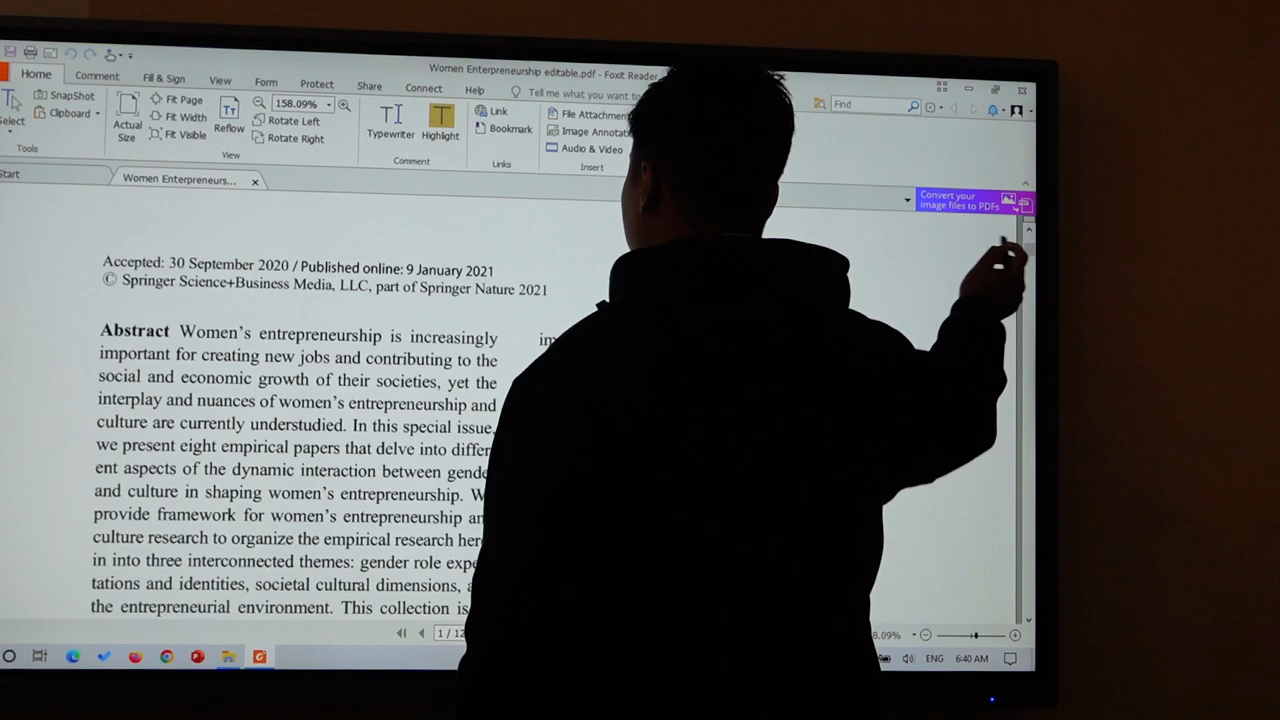 Women Enterpreneurship editable.pdf - Foxit Reader
Home Comment Fill & Sign View Form Protect Share Connect Help Tell me what you want to
SnapShot
Clipboard
Select
Tools
Actual
Size
Fit Page
Fit Width
Fit Visible
Reflow
158.09%
Rotate Left
Rotate Right
View
Typewriter
Highlight
Comment
Link
Bookmark
Links
File Attachment
Image Annotat
Audio & Video
Insert
Find
Start
Women Enterpreneurs...
Convert your
image files to PDFs
Accepted: 30 September 2020 / Published online: 9 January 2021
© Springer Science+Business Media, LLC, part of Springer Nature 2021
Abstract Women's entrepreneurship is increasingly
important for creating new jobs and contributing to the
social and economic growth of their societies, yet the
interplay and nuances of women's entrepreneurship and
culture are currently understudied. In this special issue,
we present eight empirical papers that delve into differ
ent aspects of the dynamic interaction between gende
and culture in shaping women's entrepreneurship. W
provide framework for women's entrepreneurship an
culture research to organize the empirical research her
in into three interconnected themes: gender role expe
tations and identities, societal cultural dimensions, a
the entrepreneurial environment. This collection is
1 / 12
8.09%
ENG 6:40 AM